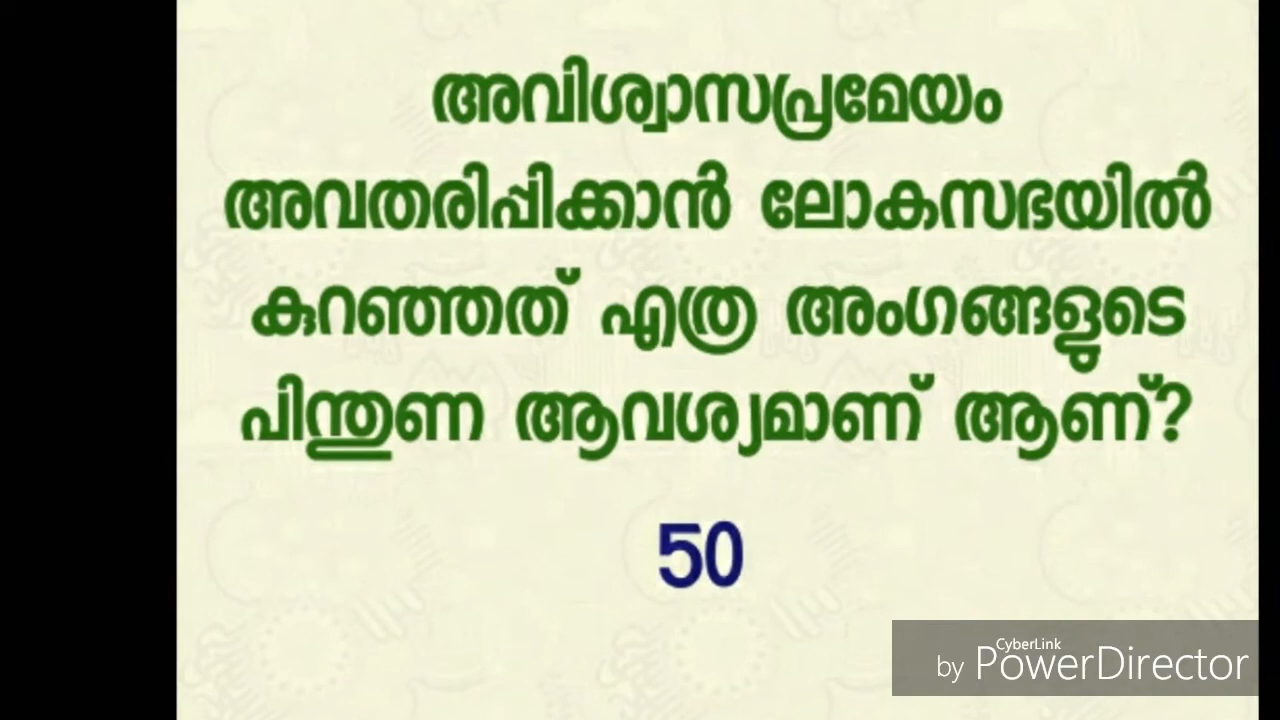 അവിശ്വാസപ്രമേയം
അവതരിപ്പിക്കാൻ ലോകസഭയിൽ
കുറഞ്ഞത് എത്ര അംഗങ്ങളുടെ
പിന്തുണ ആവശ്യമാണ് ആണ്?
50
CyberLink
by PowerDirector